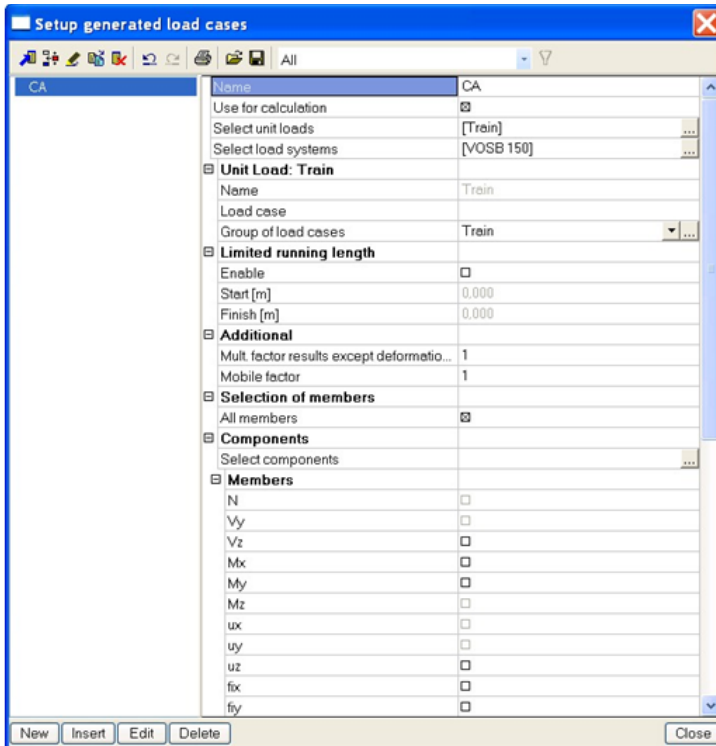 Setup generated load cases
All
CA
Name CA
Use for calculation
Select unit loads [Train] ...
Select load systems [VOSB 150] ...
Unit Load: Train
Name Train
Load case
Group of load cases Train ...
Limited running length
Enable
Start [m] 0,000
Finish [m] 0,000
Additional
Mult. factor results except deformatio... 1
Mobile factor 1
Selection of members
All members
Components
Select components ...
Members
N
Vy
Vz
Mx
My
Mz
ux
uy
uz
fix
fiy
New Insert Edit Delete Close